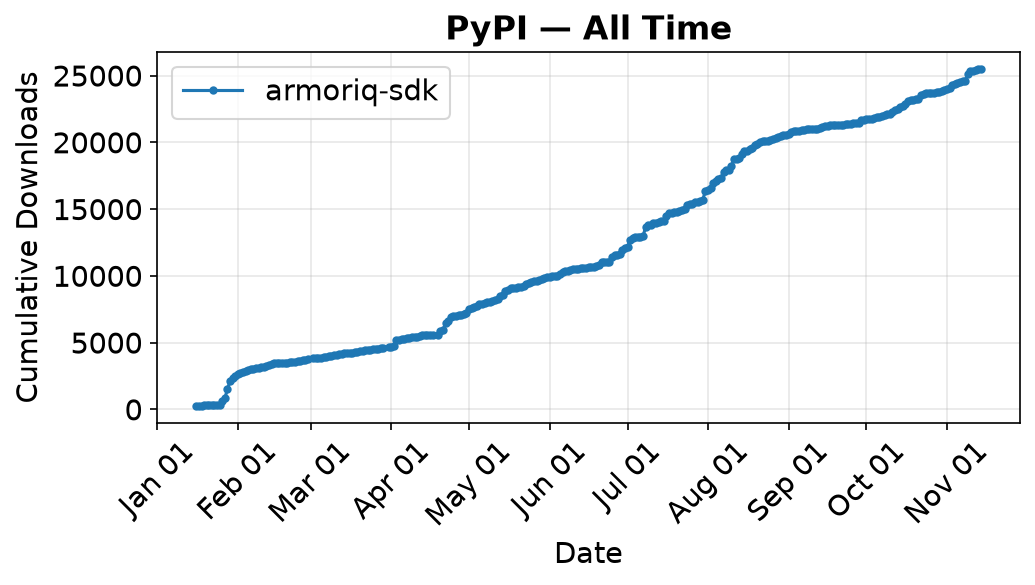 PyPI — All Time
armoriq-sdk
Cumulative Downloads
25000
20000
15000
10000
5000
0
Jan 01
Feb 01
Mar 01
Apr 01
May 01
Jun 01
Jul 01
Aug 01
Sep 01
Oct 01
Nov 01
Date